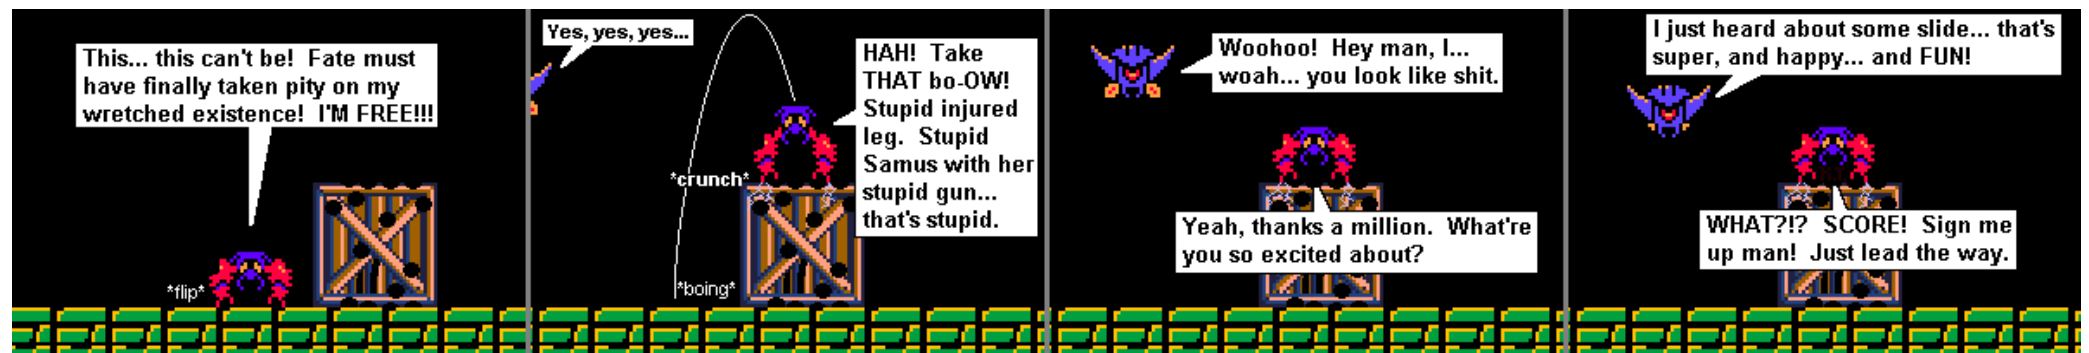 This... this can't be!  Fate must
have finally taken pity on my
wretched existence!  I'M FREE!!!
*flip*
Yes, yes, yes...
HAH!  Take
THAT bo-OW!
Stupid injured
leg.  Stupid
Samus with her
stupid gun...
that's stupid.
*crunch*
*boing*
Woohoo!  Hey man, I...
woah... you look like shit.
Yeah, thanks a million.  What're
you so excited about?
I just heard about some slide... that's
super, and happy... and FUN!
WHAT?!?  SCORE!  Sign me
up man!  Just lead the way.